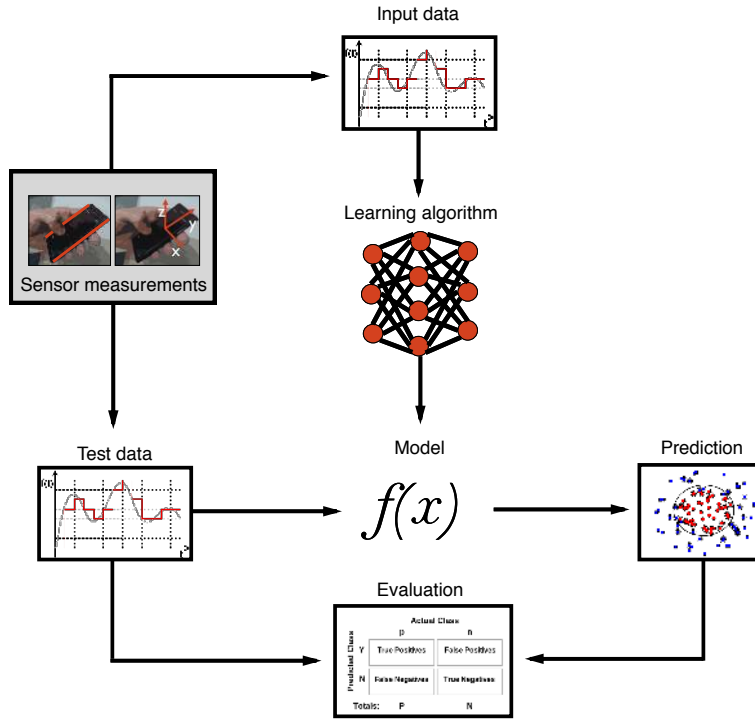 Input data
f(t)
t
Learning algorithm
z
y
x
Sensor measurements
Test data
f(t)
t
Model
f(x)
Prediction
Evaluation
Actual Class
p n
Predicted Class
Y True Positives False Positives
N False Negatives True Negatives
Totals: P N